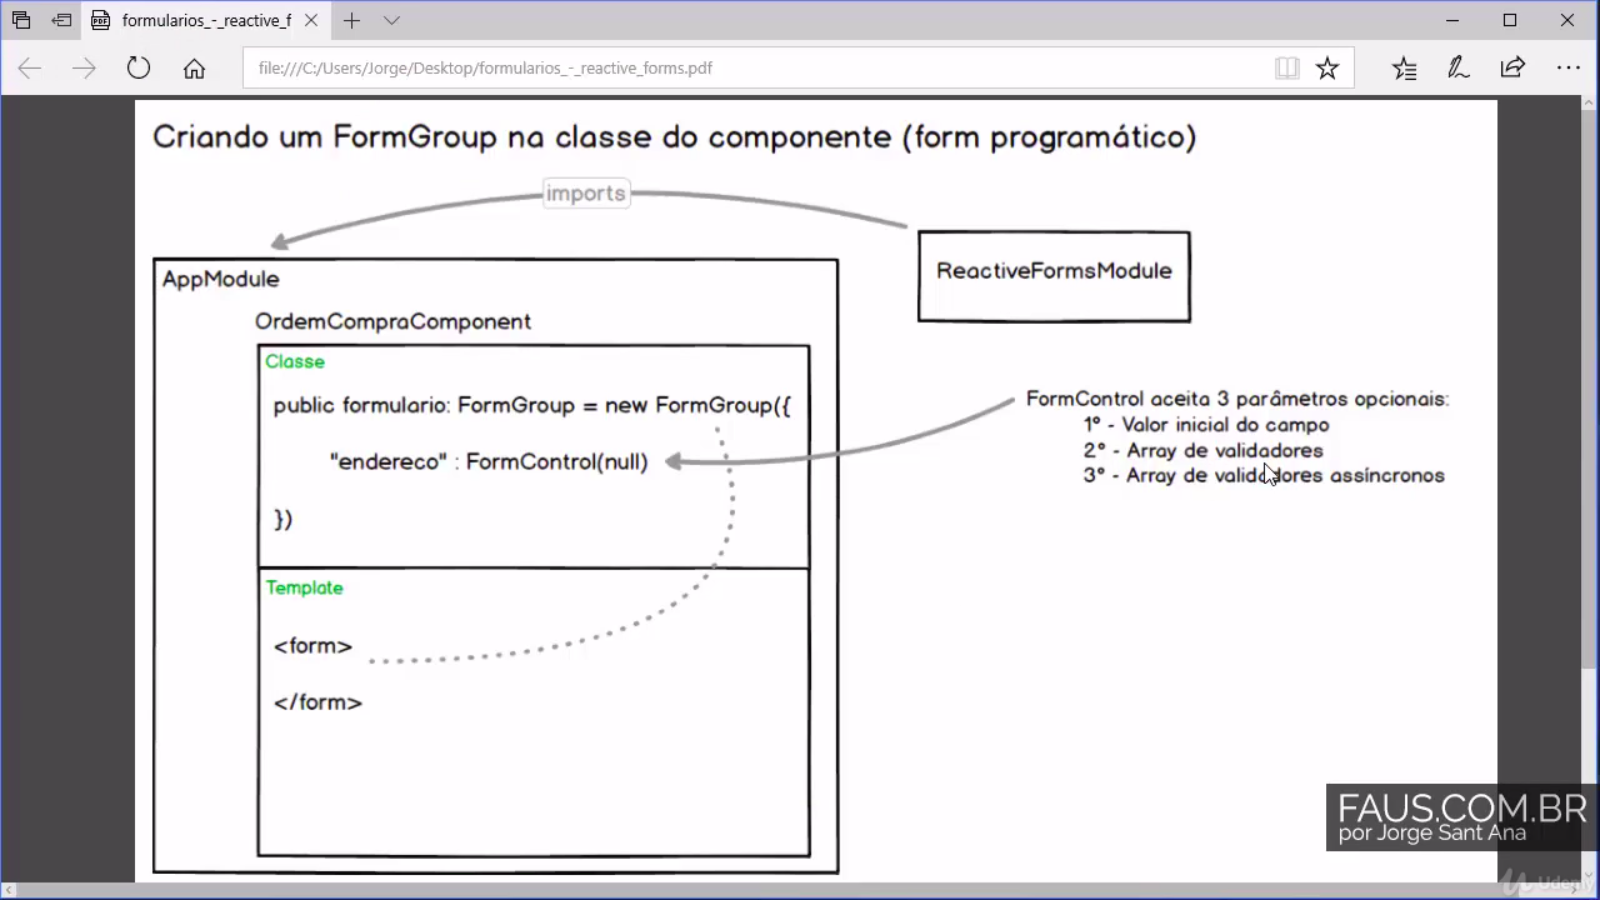 formularios_-_reactive_f
file:///C:/Users/Jorge/Desktop/formularios_-_reactive_forms.pdf
Criando um FormGroup na classe do componente (form programático)
imports
ReactiveFormsModule
AppModule
OrdemCompraComponent
Classe
public formulario: FormGroup = new FormGroup({
"endereco" : FormControl(null)
})
FormControl aceita 3 parâmetros opcionais:
1º - Valor inicial do campo
2º - Array de validadores
3º - Array de validadores assíncronos
Template
<form>
</form>
FAUS.COM.BR
por Jorge Sant Ana
Udemy